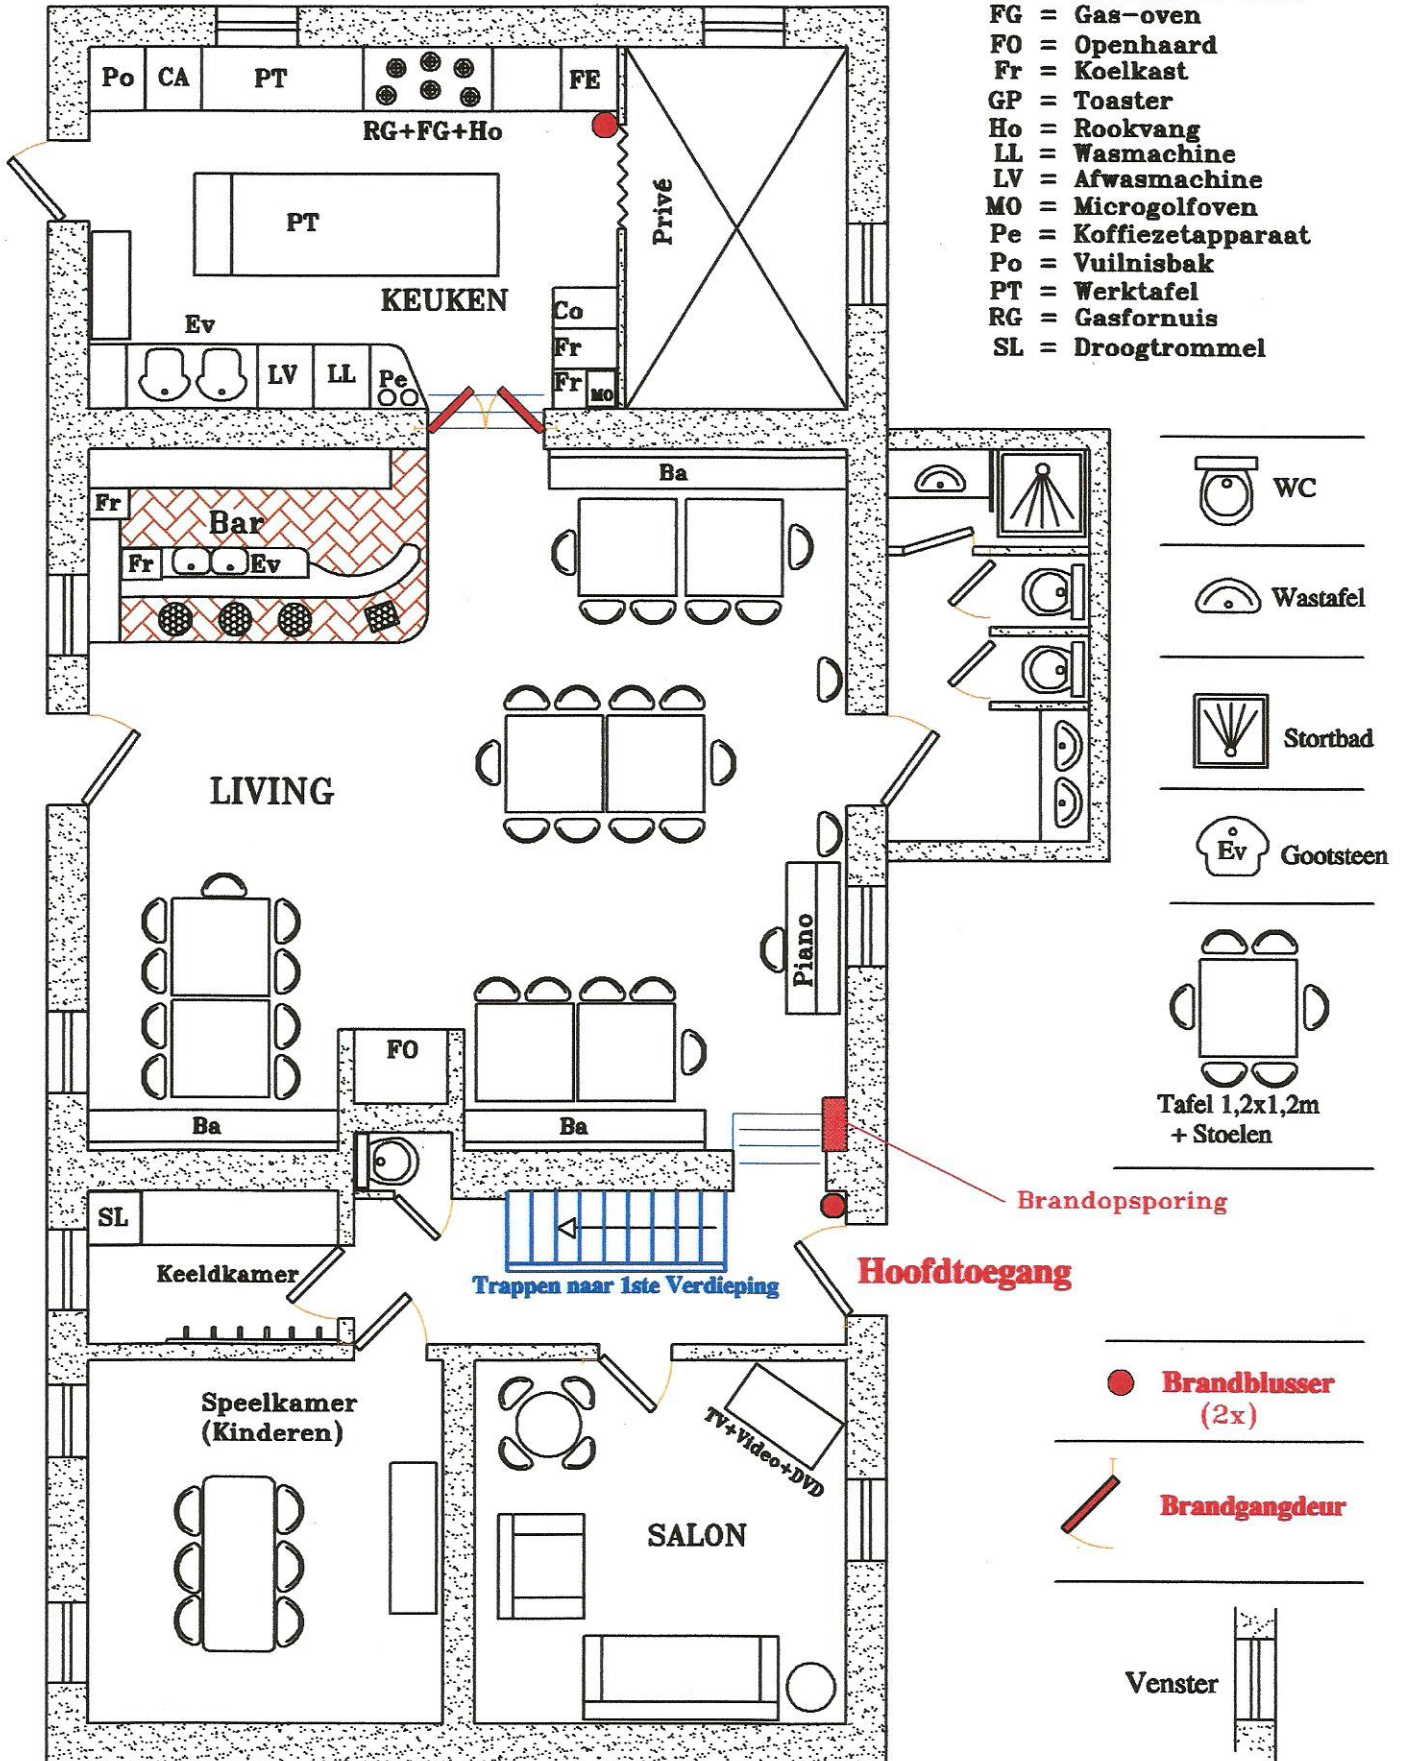 FG = Gas-oven
FO = Openhaard
Fr = Koelkast
GP = Toaster
Ho = Rookvang
LL = Wasmachine
LV = Afwasmachine
MO = Microgolfoven
Pe = Koffiezetapparaat
Po = Vuilnisbak
PT = Werktafel
RG = Gasfornuis
SL = Droogtrommel
Po
CA
PT
FE
RG+FG+Ho
PT
Privé
KEUKEN
Co
Fr
Fr
MO
Ev
LV
LL
Pe
Ba
Fr
Bar
Fr
Ev
LIVING
Piano
FO
Ba
Ba
SL
Keeldkamer
Trappen naar 1ste Verdieping
Brandopsporing
Hoofdtoegang
Speelkamer
(Kinderen)
TV+Video+DVD
SALON
WC
Wastafel
Stortbad
Ev
Gootsteen
Tafel 1,2x1,2m
+ Stoelen
Brandblusser
(2x)
Brandgangdeur
Venster